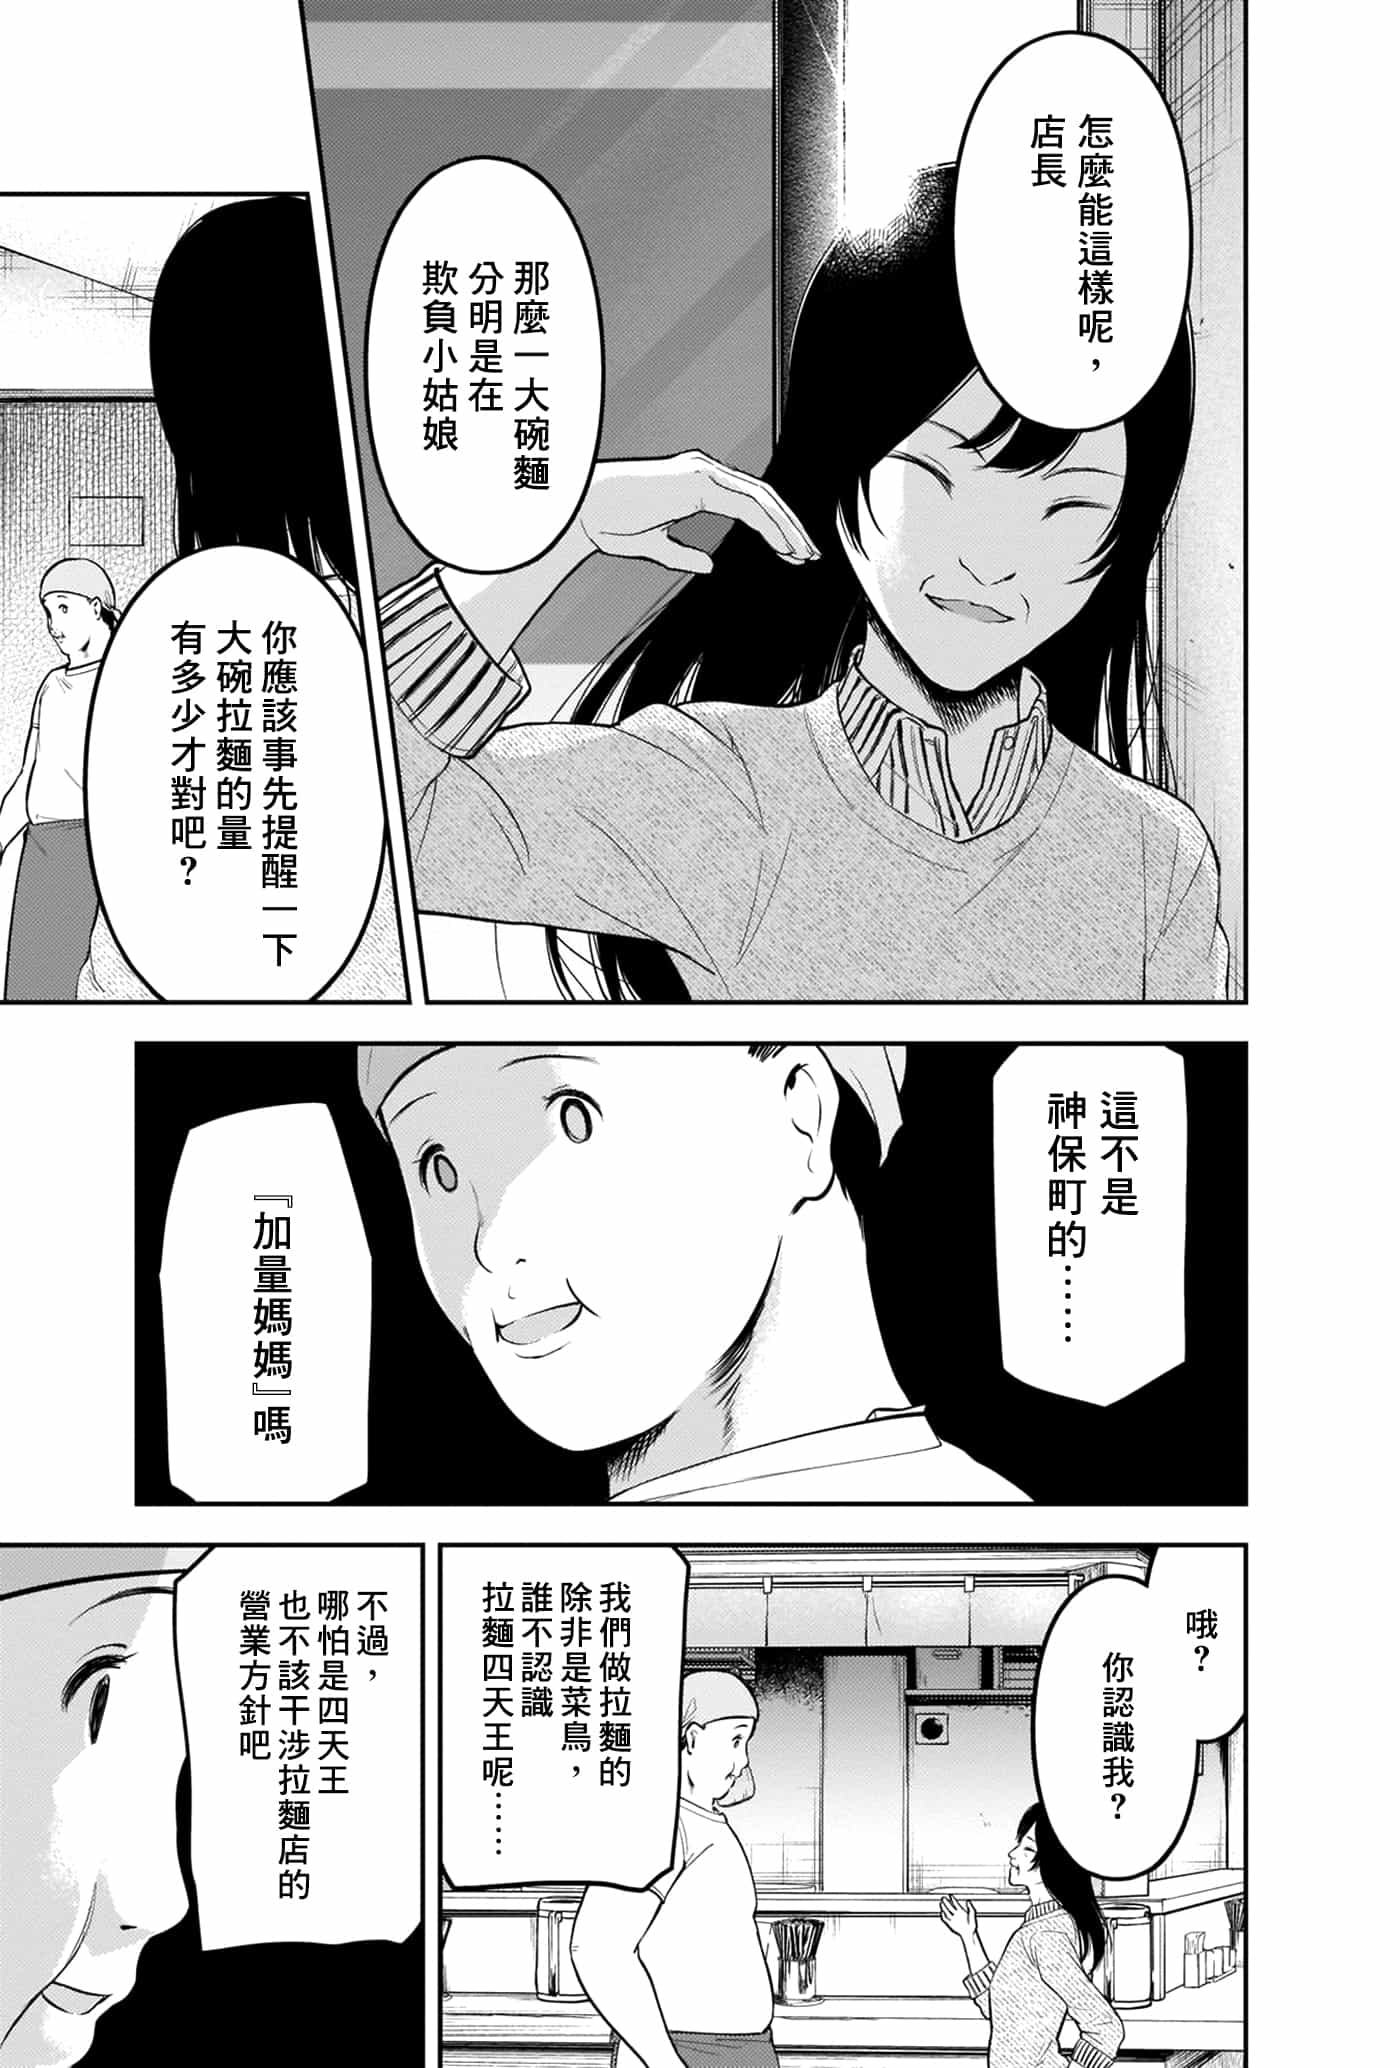 怎麼能這樣呢，
店長
那麼一大碗麵
分明是在
欺負小姑娘
你應該事先提醒一下
大碗拉麵的量
有多少才對吧？
這不是
神保町的……
『加量媽媽』嗎
哦？
你認識我？
我們做拉麵的
除非是菜鳥，
誰不認識
拉麵四天王呢……
不過，
哪怕是四天王
也不該干涉拉麵店的
營業方針吧